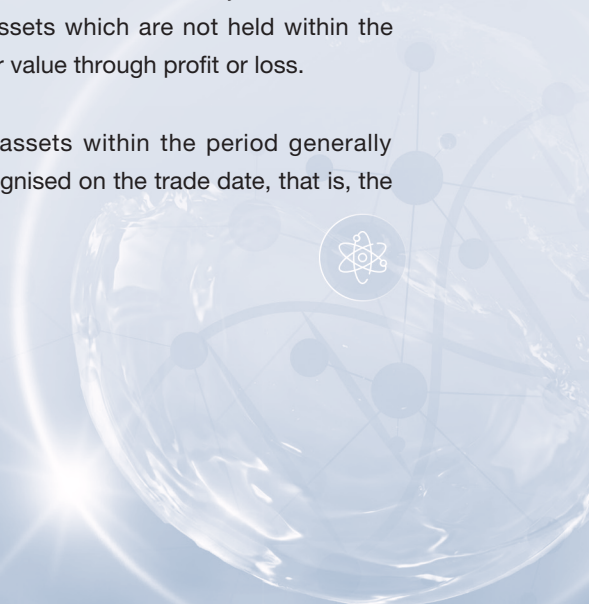 ssets which are not held within the
r value through profit or loss.
assets within the period generally
gnised on the trade date, that is, the